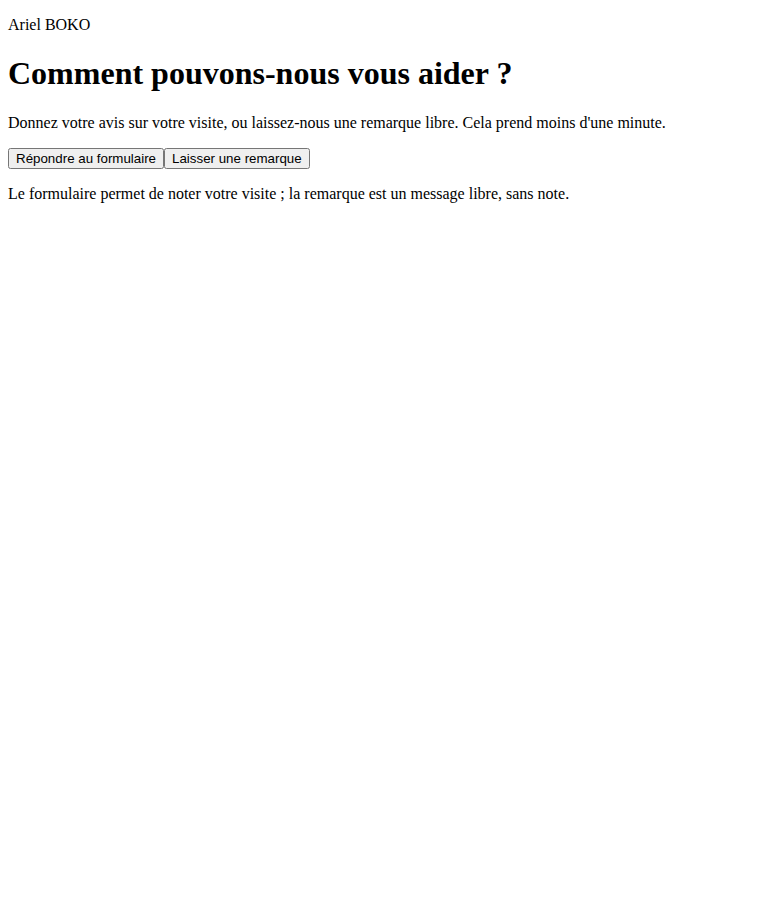 Ariel BOKO
Comment pouvons-nous vous aider ?
Donnez votre avis sur votre visite, ou laissez-nous une remarque libre. Cela prend moins d'une minute.
Répondre au formulaire Laisser une remarque
Le formulaire permet de noter votre visite ; la remarque est un message libre, sans note.